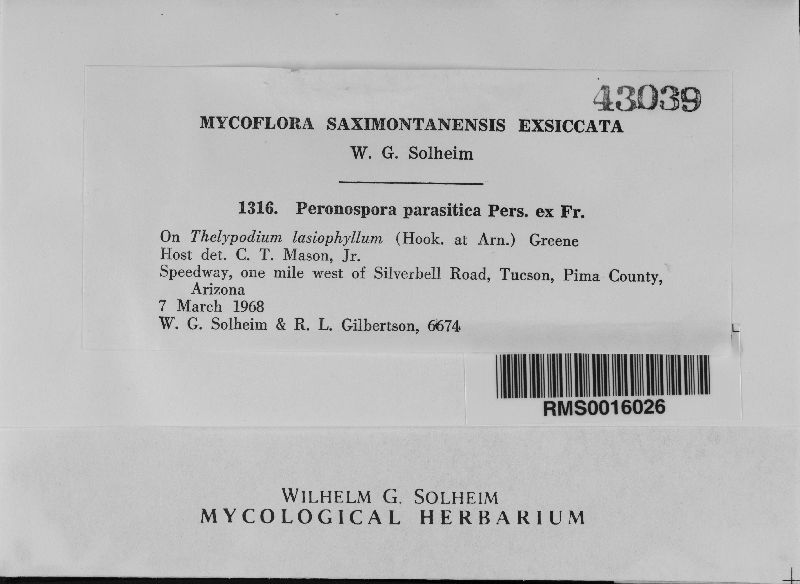 43039
MYCOFLORA SAXIMONTANENSIS EXSICCATA
W. G. Solheim
1316. Peronospora parasitica Pers. ex Fr.
On Thelypodium lasiophyllum (Hook. at Arn.) Greene
Host det. C. T. Mason, Jr.
Speedway, one mile west of Silverbell Road, Tucson, Pima County,
Arizona
7 March 1968
W. G. Solheim & R. L. Gilbertson, 6674
RMS0016026
WILHELM G. SOLHEIM
MYCOLOGICAL HERBARIUM